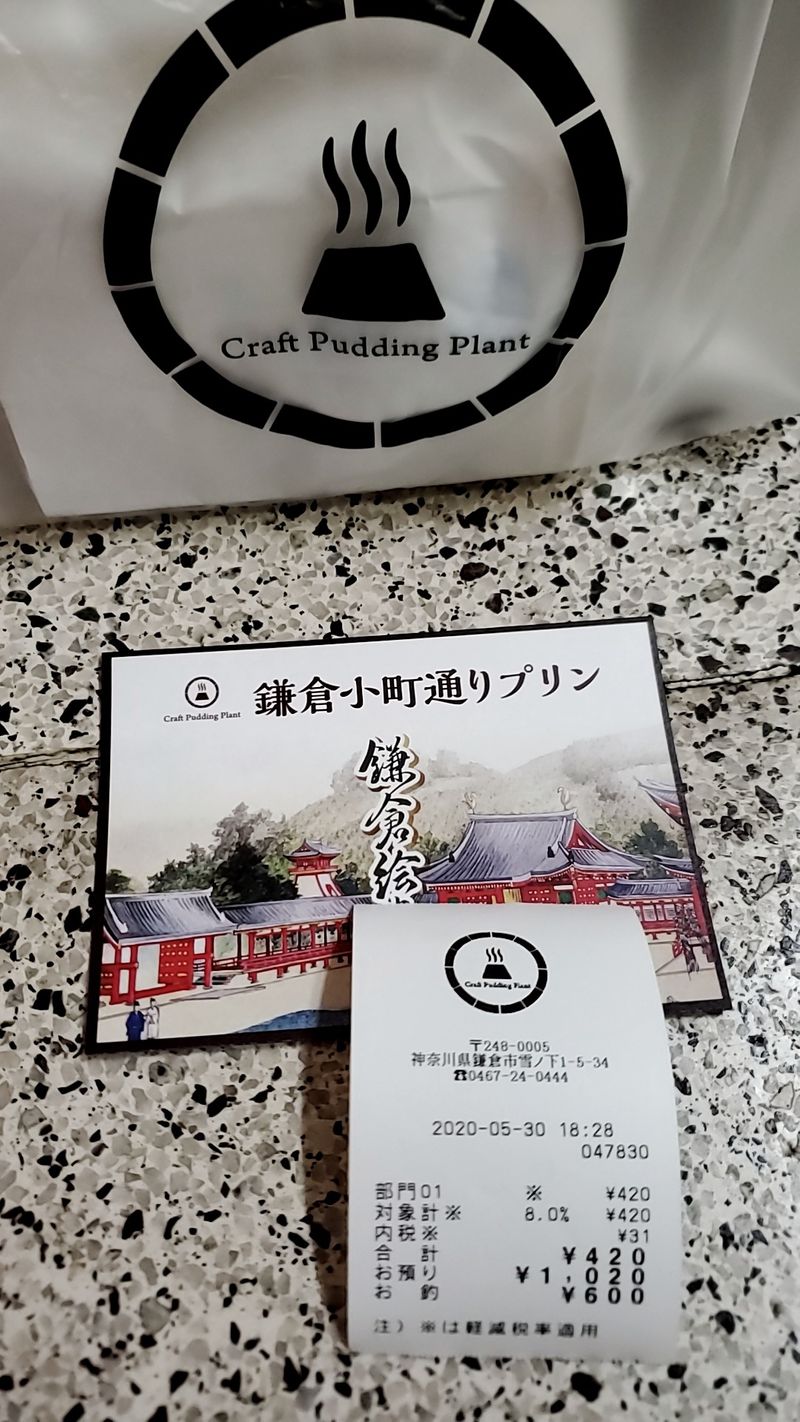 Craft Pudding Plant
Craft Pudding Plant
鎌倉小町通りプリン
鎌倉絵
Craft Pudding Plant
〒248-0005
神奈川県鎌倉市雪ノ下1-5-34
☎0467-24-0444
2020-05-30 18:28
047830
部門01 ※ ¥420
対象計※ 8.0% ¥420
内税※ ¥31
合 計 ¥420
お預り ¥1,020
お 釣 ¥600
注) ※は軽減税率適用